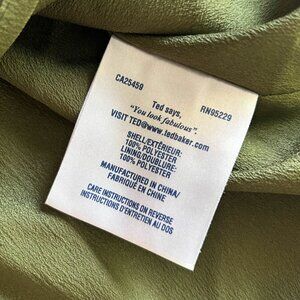 CA25459 RN95229
Ted says,
"You look fabulous".
VISIT TED@www.tedbaker.com
SHELL/EXTÉRIEUR:
100% POLYESTER
LINING/DOUBLURE:
100% POLYESTER
MANUFACTURED IN CHINA/
FABRIQUÉ EN CHINE
CARE INSTRUCTIONS ON REVERSE
INSTRUCTIONS D'ENTRETIEN AU DOS